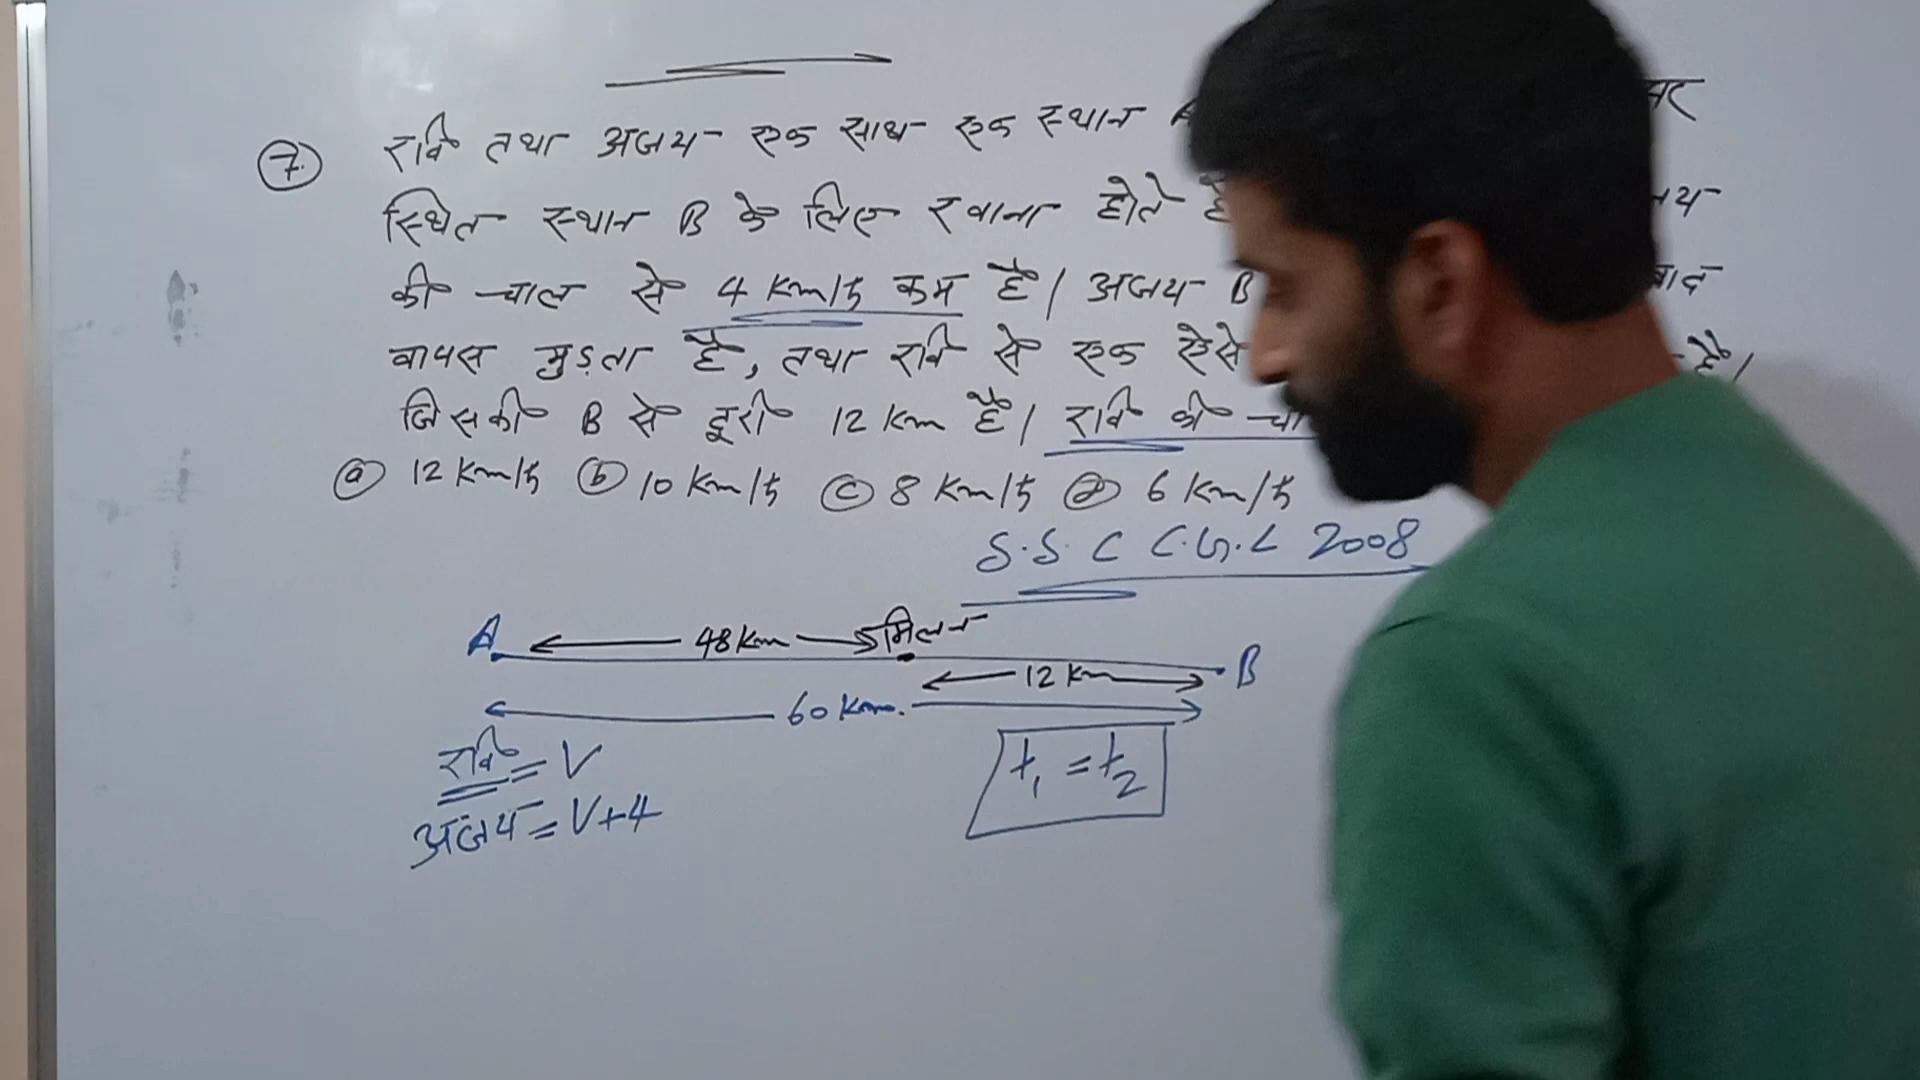 7. रवि तथा अजय एक साथ एक स्थान A
स्थित स्थान B के लिए रवाना होते
की चाल से 4 Km/h कम है। अजय B बाद
वापस मुड़ता है, तथा रवि से एक ऐसे है।
जिसकी B से दूरी 12 Km है। रवि की चा
(a) 12 Km/h (b) 10 Km/h (c) 8 Km/h (d) 6 Km/h
S.S.C C.G.L 2008
A 48 Km मिलन B
12 Km
60 Km.
रवि = V
t₁ = t₂
अजय = V+4